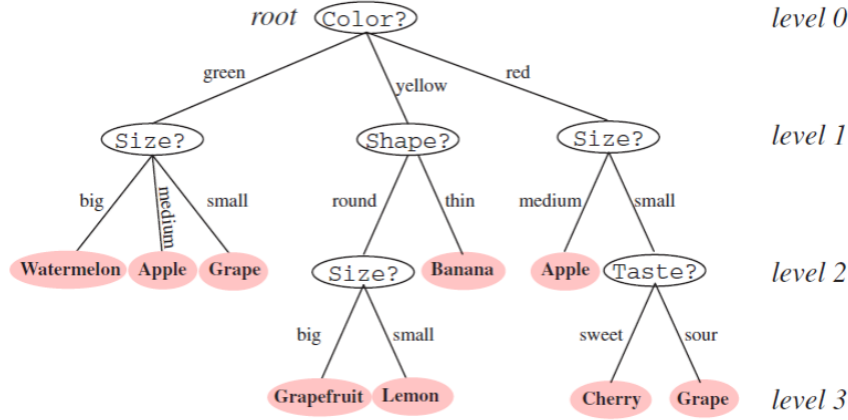 root Color? level 0
green yellow red
Size? Shape? Size? level 1
big medium small round thin medium small
Watermelon Apple Grape Size? Banana Apple Taste? level 2
big small sweet sour
Grapefruit Lemon Cherry Grape level 3